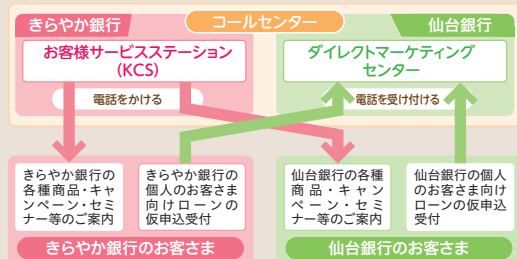 きらやか銀行
コールセンター
仙台銀行
お客様サービスステーション
(KCS)
ダイレクトマーケティング
センター
電話をかける
電話を受け付ける
きらやか銀行の
各種商品・キャ
ンペーン・セミ
ナー等のご案内
きらやか銀行の
個人のお客さま
向けローンの
仮申込受付
仙台銀行の各種
商品・キャン
ペーン・セミ
ナー等のご案内
仙台銀行の個人
のお客さま向け
ローンの仮申込
受付
きらやか銀行のお客さま
仙台銀行のお客さま